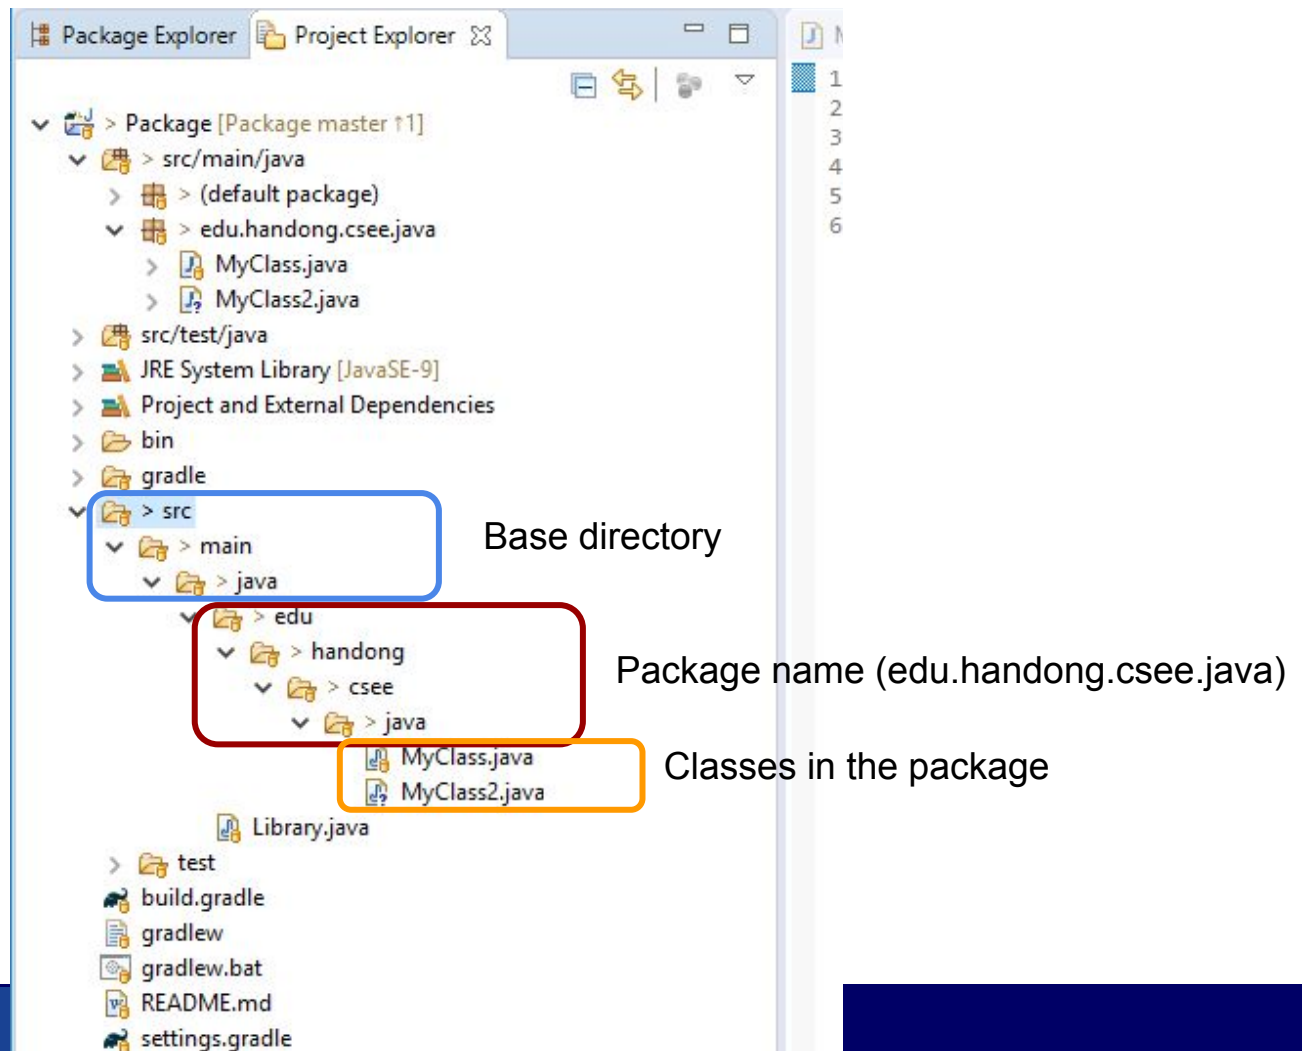 Package Explorer Project Explorer
> Package [Package master ↑1]
> src/main/java
> (default package)
> edu.handong.csee.java
MyClass.java
MyClass2.java
src/test/java
JRE System Library [JavaSE-9]
Project and External Dependencies
bin
gradle
> src
> main
> java
> edu
> handong
> csee
> java
MyClass.java
MyClass2.java
Library.java
test
build.gradle
gradlew
gradlew.bat
README.md
settings.gradle
1
2
3
4
5
6
Base directory
Package name (edu.handong.csee.java)
Classes in the package